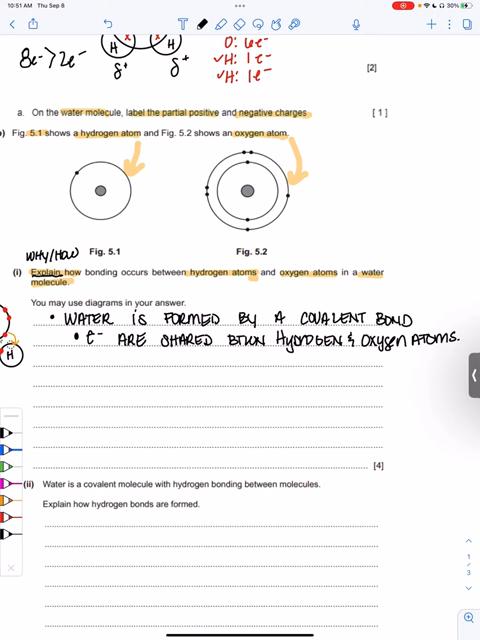 10:51 AM Thu Sep 8
30%
H
H
8e- > 2e-
δ+
δ+
O: 6e-
✓H: 1e-
✓H: 1e-
[2]
a. On the water molecule, label the partial positive and negative charges [ 1 ]
) Fig. 5.1 shows a hydrogen atom and Fig. 5.2 shows an oxygen atom.
Fig. 5.1
Fig. 5.2
WHY/HOW
(i) Explain how bonding occurs between hydrogen atoms and oxygen atoms in a water
molecule.
You may use diagrams in your answer.
• WATER IS FORMED BY A COVALENT BOND
• e- ARE SHARED BTWN HYDROGEN & OXYGEN ATOMS.
H
[4]
(ii) Water is a covalent molecule with hydrogen bonding between molecules.
Explain how hydrogen bonds are formed.
1
3